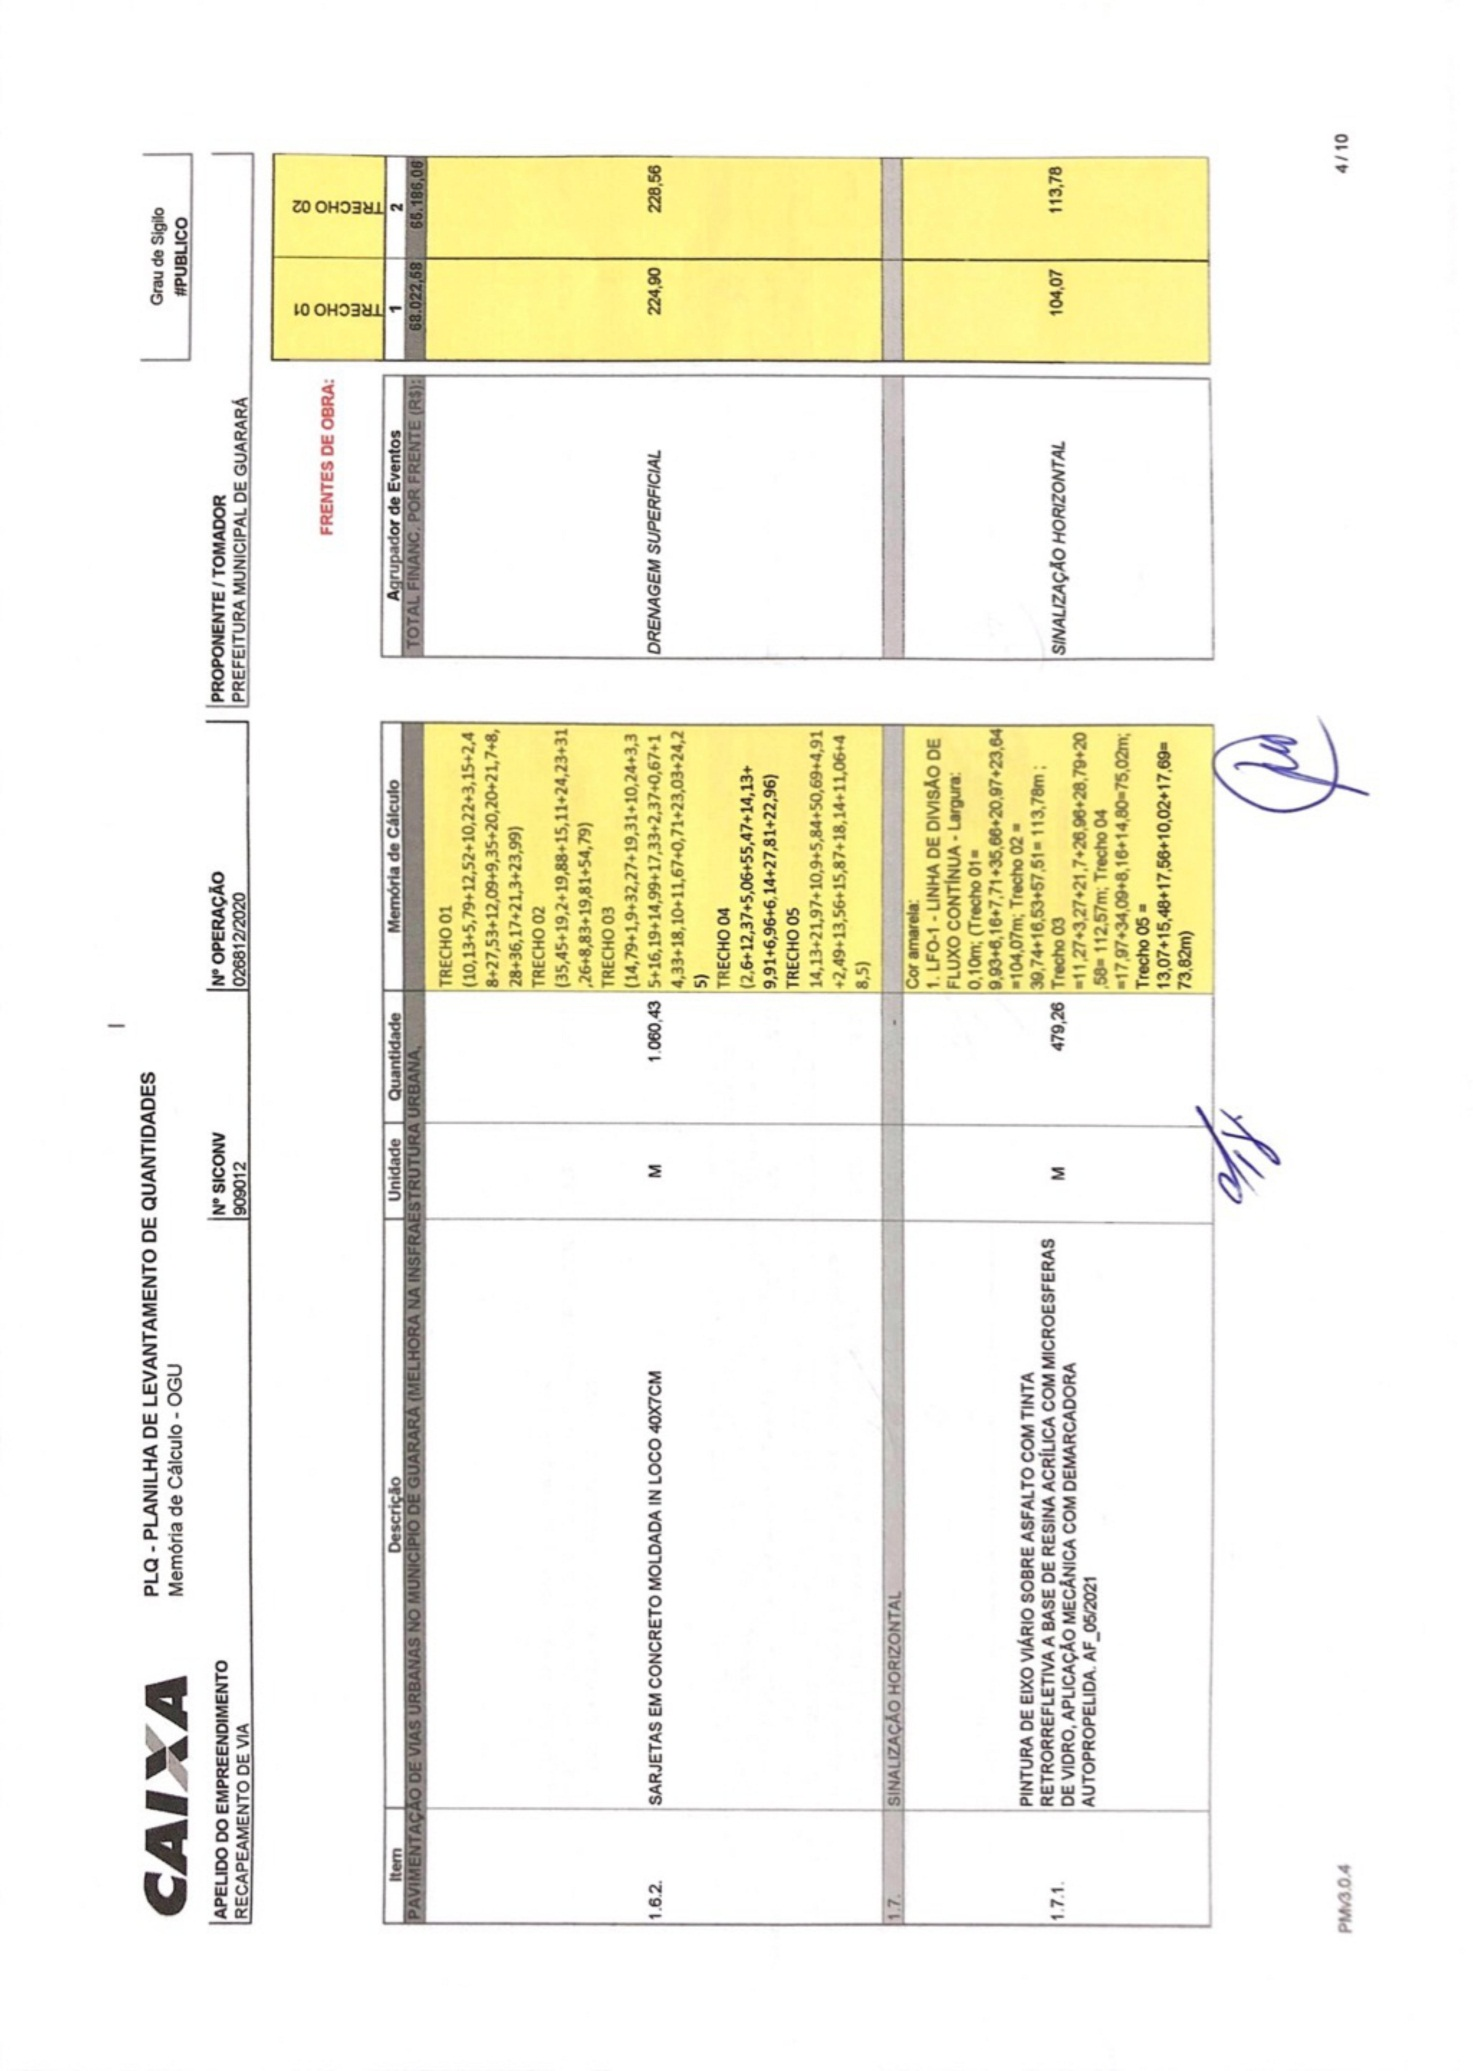 CAIXA
PLQ - PLANILHA DE LEVANTAMENTO DE QUANTIDADES
Memória de Cálculo - OGU
Grau de Sigilo
#PUBLICO
APELIDO DO EMPREENDIMENTO
RECAPEAMENTO DE VIA
Nº SICONV
909012
Nº OPERAÇÃO
026812/2020
PROPONENTE / TOMADOR
PREFEITURA MUNICIPAL DE GUARARÁ
FRENTES DE OBRA:
TRECHO 01
TRECHO 02
Item
Descrição
Unidade
Quantidade
Memória de Cálculo
Agrupador de Eventos
1
2
PAVIMENTAÇÃO DE VIAS URBANAS NO MUNICÍPIO DE GUARARÁ (MELHORA NA INSFRAESTRUTURA URBANA,
TOTAL FINANC. POR FRENTE (R$):
68.022,68
66.186,06
1.6.2.
SARJETAS EM CONCRETO MOLDADA IN LOCO 40X7CM
M
1.060,43
TRECHO 01
(10,13+5,79+12,52+10,22+3,15+2,4
8+27,53+12,09+9,35+20,20+21,7+8,
28+36,17+21,3+23,99)
TRECHO 02
(35,45+19,2+19,88+15,11+24,23+31
,26+8,83+19,81+54,79)
TRECHO 03
(14,79+1,9+32,27+19,31+10,24+3,3
5+16,19+14,99+17,33+2,37+0,67+1
4,33+18,10+11,67+0,71+23,03+24,2
5)
TRECHO 04
(2,6+12,37+5,06+55,47+14,13+
9,91+6,96+6,14+27,81+22,96)
TRECHO 05
14,13+21,97+10,9+5,84+50,69+4,91
+2,49+13,56+15,87+18,14+11,06+4
8,5)
DRENAGEM SUPERFICIAL
224,90
228,56
1.7.
SINALIZAÇÃO HORIZONTAL
-
1.7.1.
PINTURA DE EIXO VIÁRIO SOBRE ASFALTO COM TINTA
RETRORREFLETIVA A BASE DE RESINA ACRÍLICA COM MICROESFERAS
DE VIDRO, APLICAÇÃO MECÂNICA COM DEMARCADORA
AUTOPROPELIDA. AF_05/2021
M
479,26
Cor amarela:
1. LFO-1 - LINHA DE DIVISÃO DE
FLUXO CONTÍNUA - Largura:
0,10m; (Trecho 01=
9,93+6,16+7,71+35,66+20,97+23,64
=104,07m; Trecho 02 =
39,74+16,53+57,51= 113,78m ;
Trecho 03
=11,27+3,27+21,7+26,96+28,79+20
,58= 112,57m; Trecho 04
=17,97+34,09+8,16+14,80=75,02m;
Trecho 05 =
13,07+15,48+17,56+10,02+17,69=
73,82m)
SINALIZAÇÃO HORIZONTAL
104,07
113,78
PMv3.0.4
4 / 10